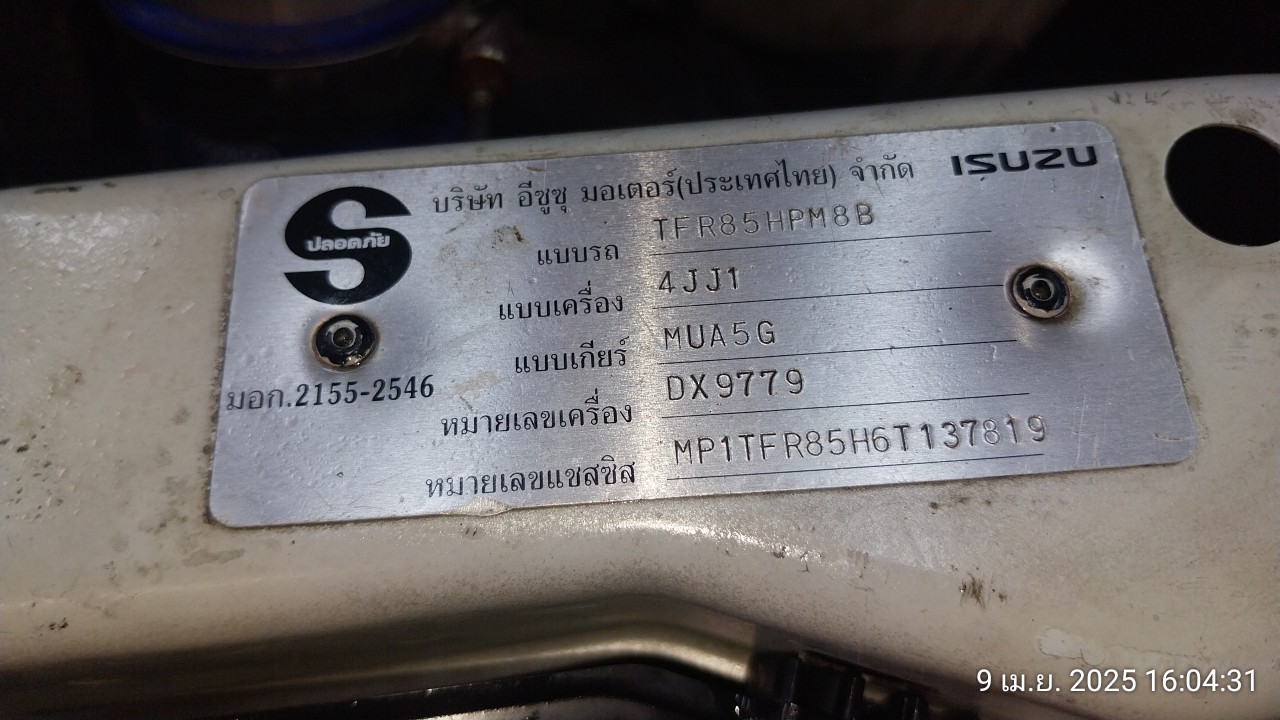 บริษัท อีซูซุ มอเตอร์(ประเทศไทย) จำกัด ISUZU
ปลอดภัย
แบบรถ TFR85HPM8B
แบบเครื่อง 4JJ1
แบบเกียร์ MUA5G
มอก.2155-2546
หมายเลขเครื่อง DX9779
หมายเลขแชสซิส MP1TFR85H6T137819
9 เม.ย. 2025 16:04:31